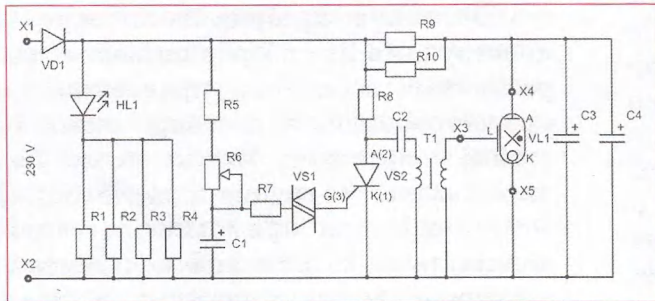 X1
VD1
HL1
230 V
R1
R2
R3
R4
X2
R5
R6
R7
C1
VS1
G(3)
R9
R10
R8
C2
A(2)
VS2
K(1)
T1
X3
L
X4
A
VL1
K
X5
C3
+
C4
+
+